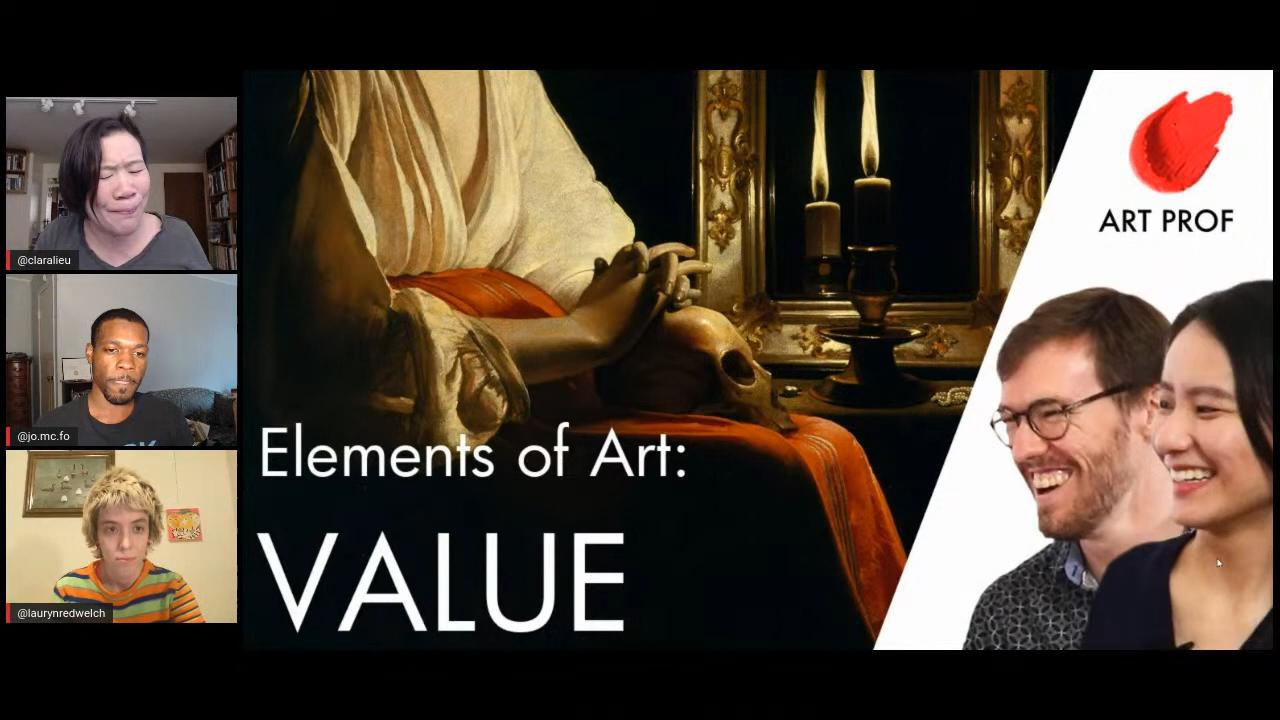 @claralieu
@jo.mc.fo
@laurynredwelch
Elements of Art:
VALUE
ART PROF